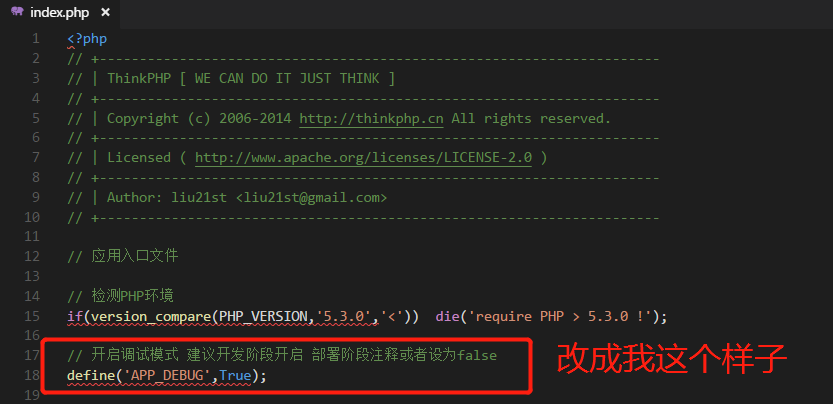 index.php ×
1 <?php
2 // +----------------------------------------------------------------------
3 // | ThinkPHP [ WE CAN DO IT JUST THINK ]
4 // +----------------------------------------------------------------------
5 // | Copyright (c) 2006-2014 http://thinkphp.cn All rights reserved.
6 // +----------------------------------------------------------------------
7 // | Licensed ( http://www.apache.org/licenses/LICENSE-2.0 )
8 // +----------------------------------------------------------------------
9 // | Author: liu21st <liu21st@gmail.com>
10 // +----------------------------------------------------------------------
11
12 // 应用入口文件
13
14 // 检测PHP环境
15 if(version_compare(PHP_VERSION,'5.3.0','<'))  die('require PHP > 5.3.0 !');
16
17 // 开启调试模式 建议开发阶段开启 部署阶段注释或者设为false
18 define('APP_DEBUG',True);
改成我这个样子
19